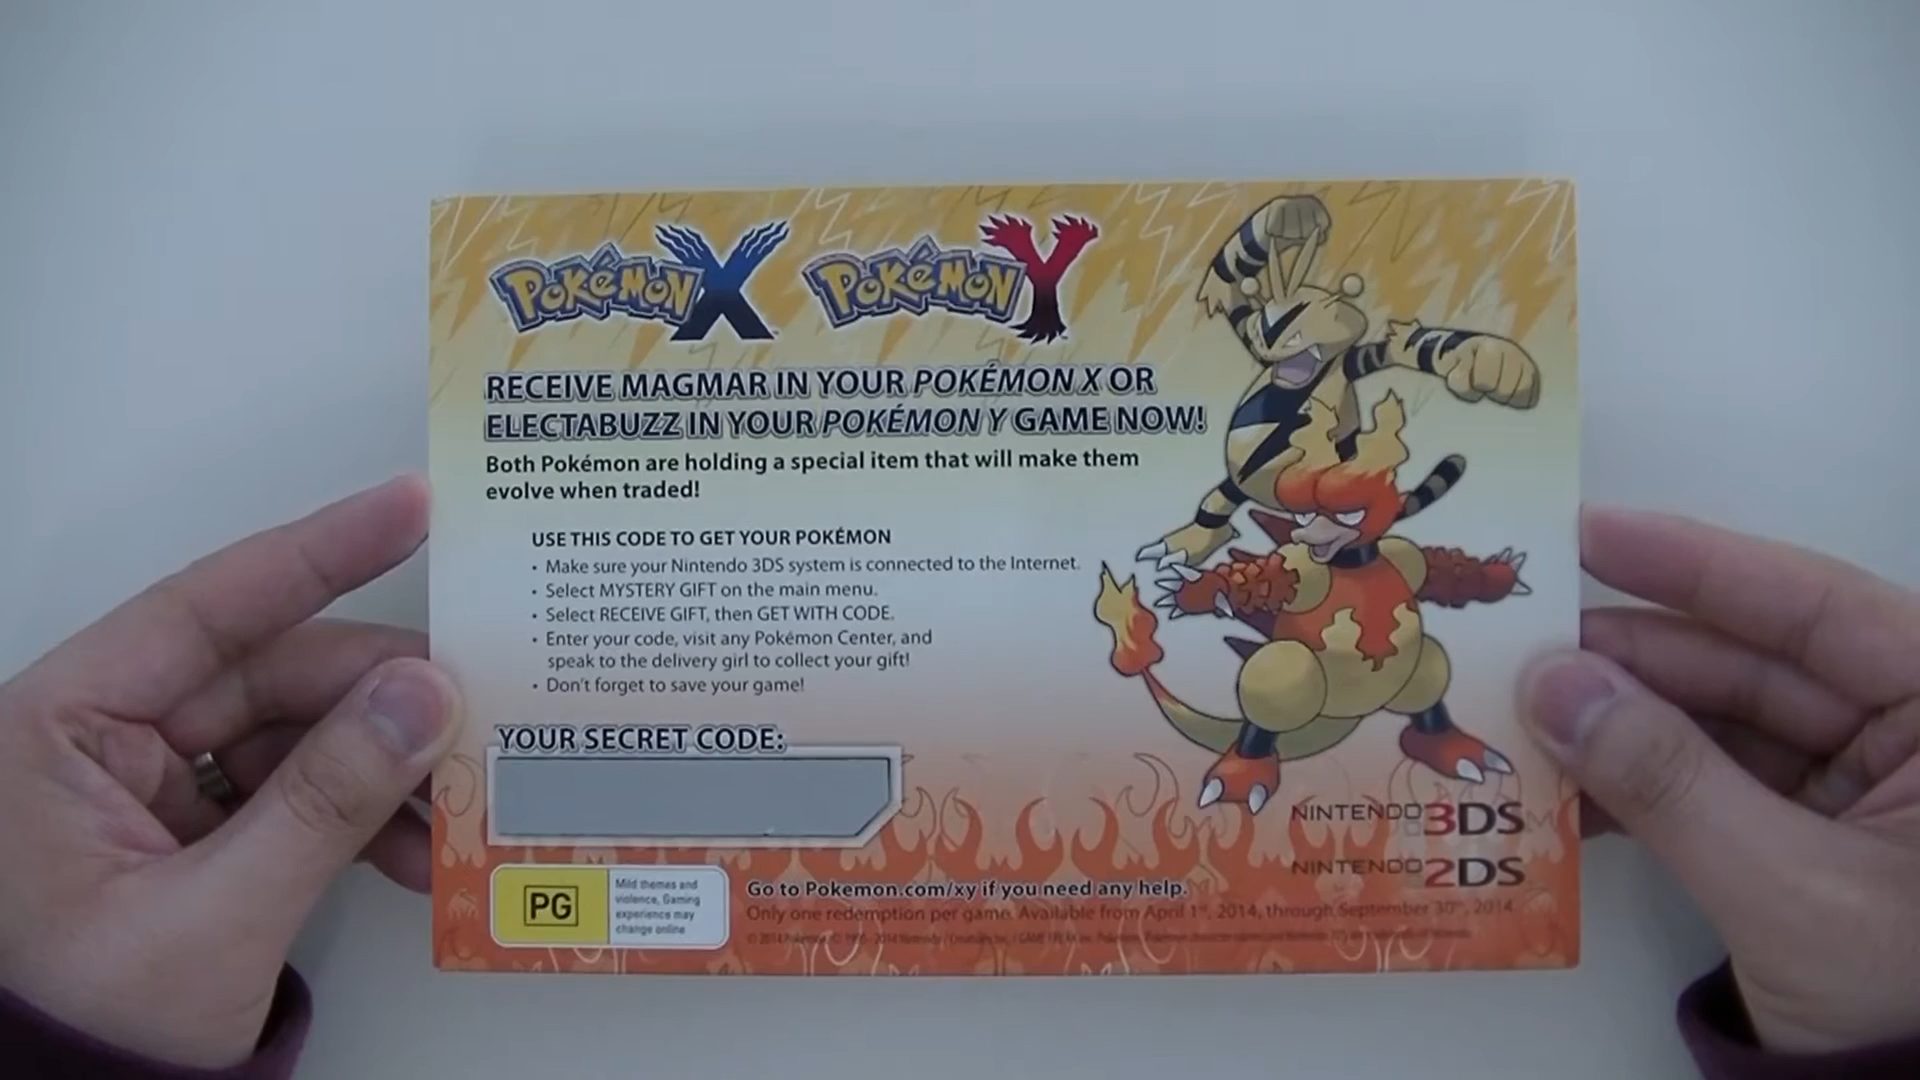 POKéMON X POKéMON Y
RECEIVE MAGMAR IN YOUR POKÉMON X OR
ELECTABUZZ IN YOUR POKÉMON Y GAME NOW!
Both Pokémon are holding a special item that will make them
evolve when traded!
USE THIS CODE TO GET YOUR POKÉMON
• Make sure your Nintendo 3DS system is connected to the Internet.
• Select MYSTERY GIFT on the main menu.
• Select RECEIVE GIFT, then GET WITH CODE.
• Enter your code, visit any Pokémon Center, and
speak to the delivery girl to collect your gift!
• Don't forget to save your game!
YOUR SECRET CODE:
NINTENDO 3DS
NINTENDO 2DS
PG
Mild themes and
violence, Gaming
experience may
change online
Go to Pokemon.com/xy if you need any help.
Only one redemption per game. Available from April 1st, 2014, through September 30th, 2014.